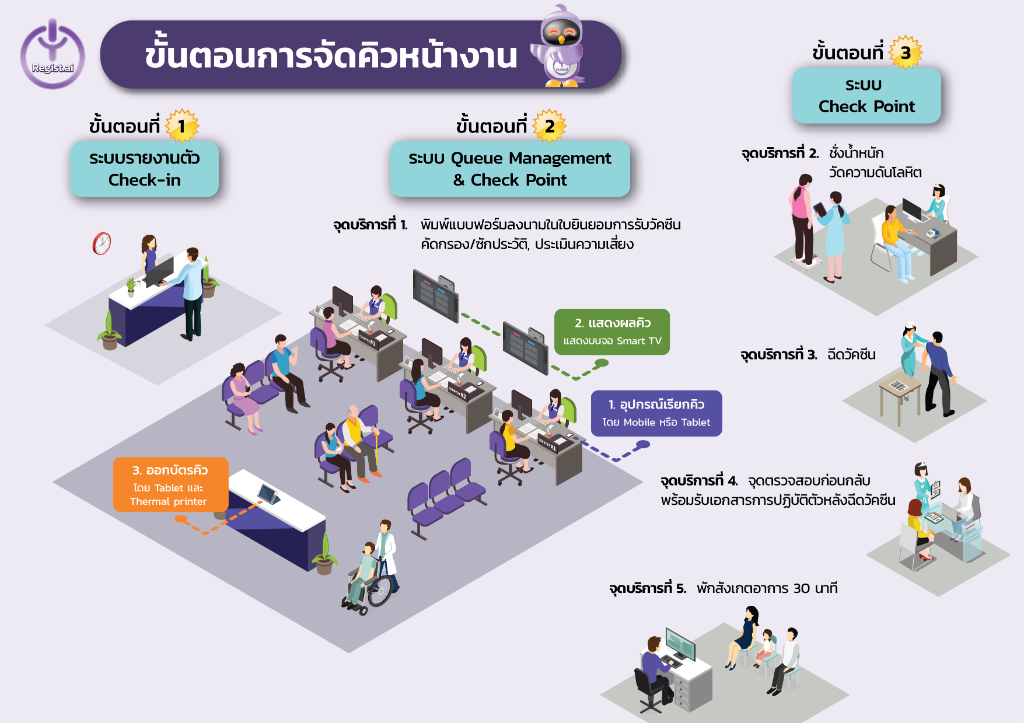 Regist.ai
ขั้นตอนการจัดคิวหน้างาน
ขั้นตอนที่ 1
ระบบรายงานตัว
Check-in
ขั้นตอนที่ 2
ระบบ Queue Management
& Check Point
จุดบริการที่ 1. พิมพ์แบบฟอร์มลงนามในใบยินยอมการรับวัคซีน
คัดกรอง/ซักประวัติ, ประเมินความเสี่ยง
2. แสดงผลคิว
แสดงบนจอ Smart TV
1. อุปกรณ์เรียกคิว
โดย Mobile หรือ Tablet
3. ออกบัตรคิว
โดย Tablet และ
Thermal printer
ขั้นตอนที่ 3
ระบบ
Check Point
จุดบริการที่ 2. ชั่งน้ำหนัก
วัดความดันโลหิต
จุดบริการที่ 3. ฉีดวัคซีน
จุดบริการที่ 4. จุดตรวจสอบก่อนกลับ
พร้อมรับเอกสารการปฏิบัติตัวหลังฉีดวัคซีน
จุดบริการที่ 5. พักสังเกตอาการ 30 นาที